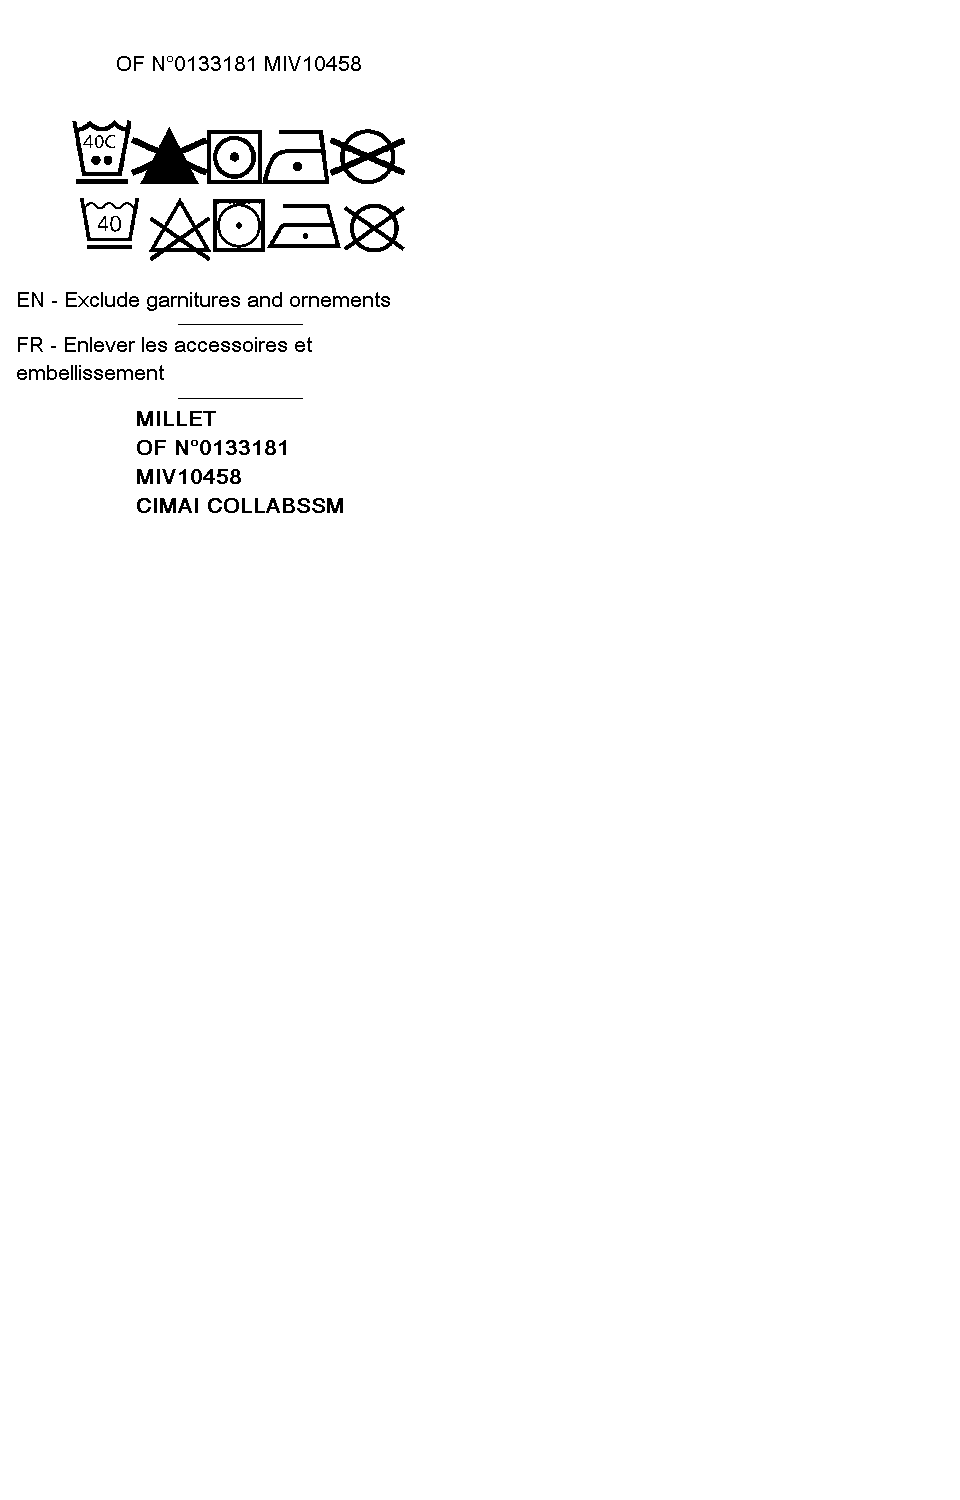 OF N°0133181 MIV10458
40C
40
EN - Exclude garnitures and ornements
FR - Enlever les accessoires et
embellissement
MILLET
OF N°0133181
MIV10458
CIMAI COLLABSSM